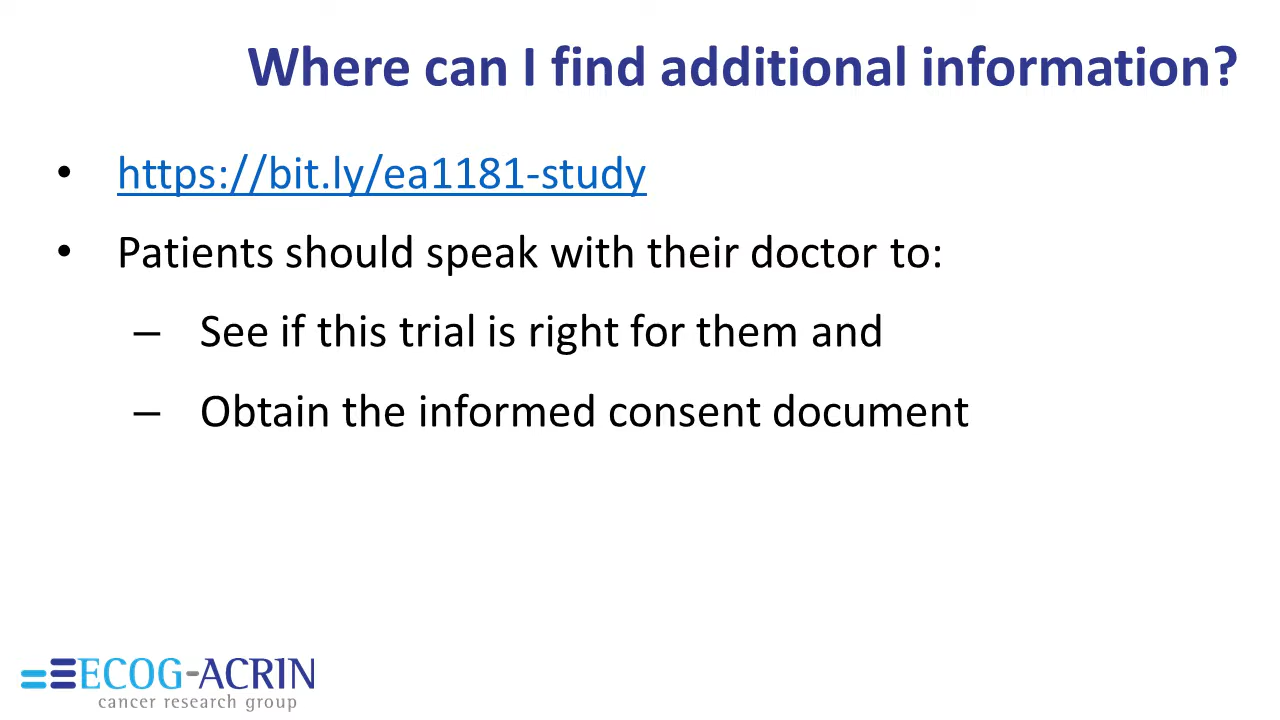 Where can I find additional information?
• https://bit.ly/ea1181-study
• Patients should speak with their doctor to:
– See if this trial is right for them and
– Obtain the informed consent document
ECOG-ACRIN
cancer research group